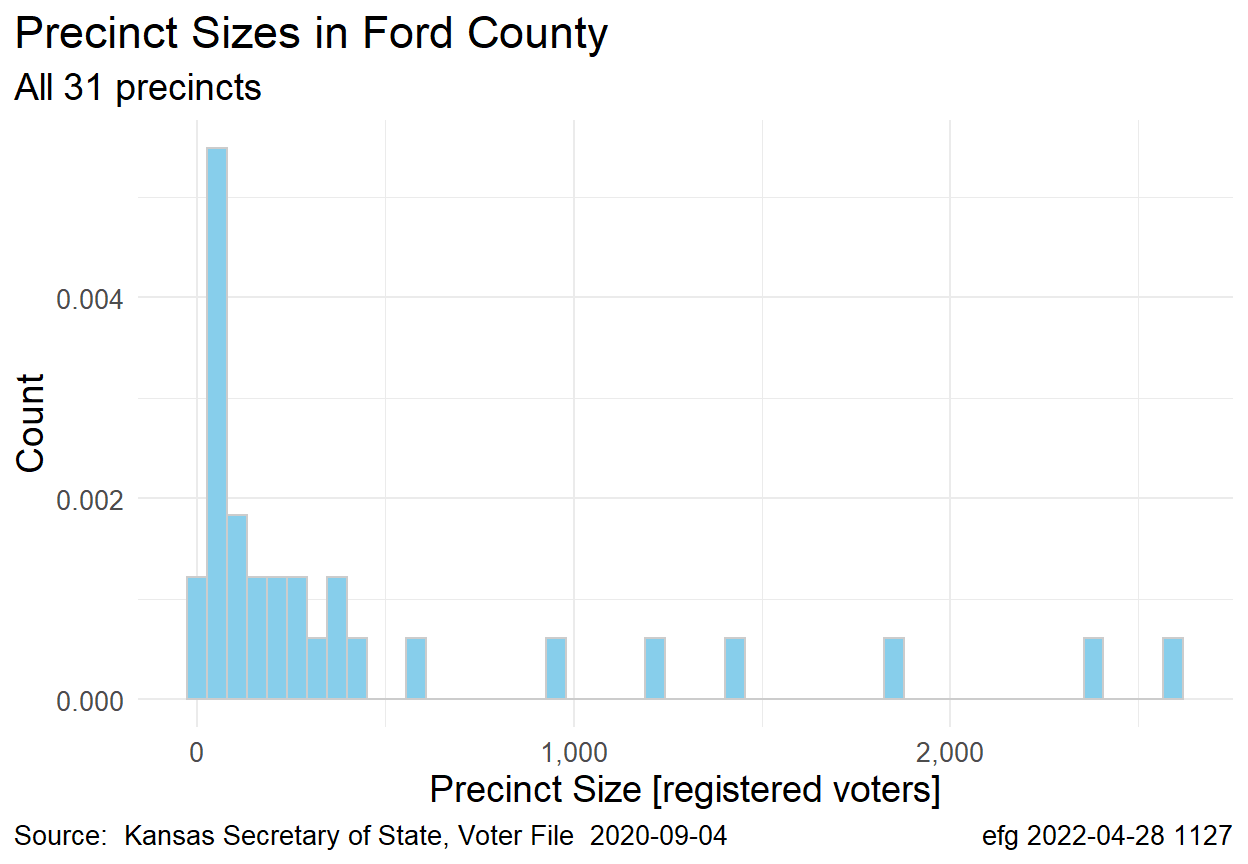 Precinct Sizes in Ford County
All 31 precincts
0.004
0.002
0.000
Count
0 1,000 2,000
Precinct Size [registered voters]
Source:  Kansas Secretary of State, Voter File  2020-09-04 efg 2022-04-28 1127